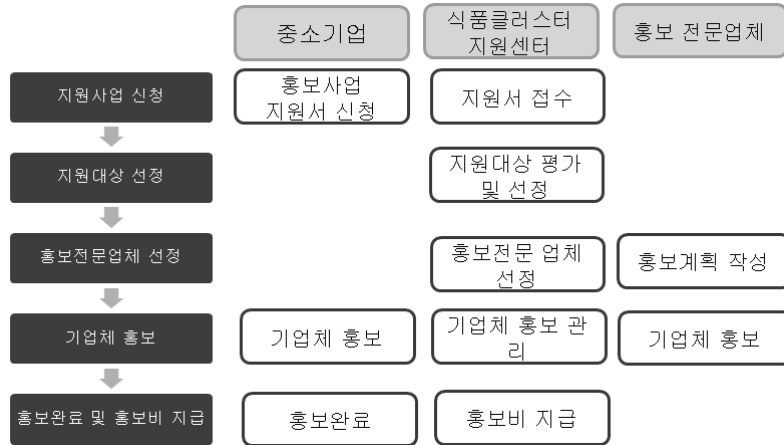 중소기업
식품클러스터
지원센터
홍보 전문업체
지원사업 신청
홍보사업
지원서 신청
지원서 접수
지원대상 선정
지원대상 평가
및 선정
홍보전문업체 선정
홍보전문 업체
선정
홍보계획 작성
기업체 홍보
기업체 홍보
기업체 홍보 관
리
기업체 홍보
홍보완료 및 홍보비 지급
홍보완료
홍보비 지급